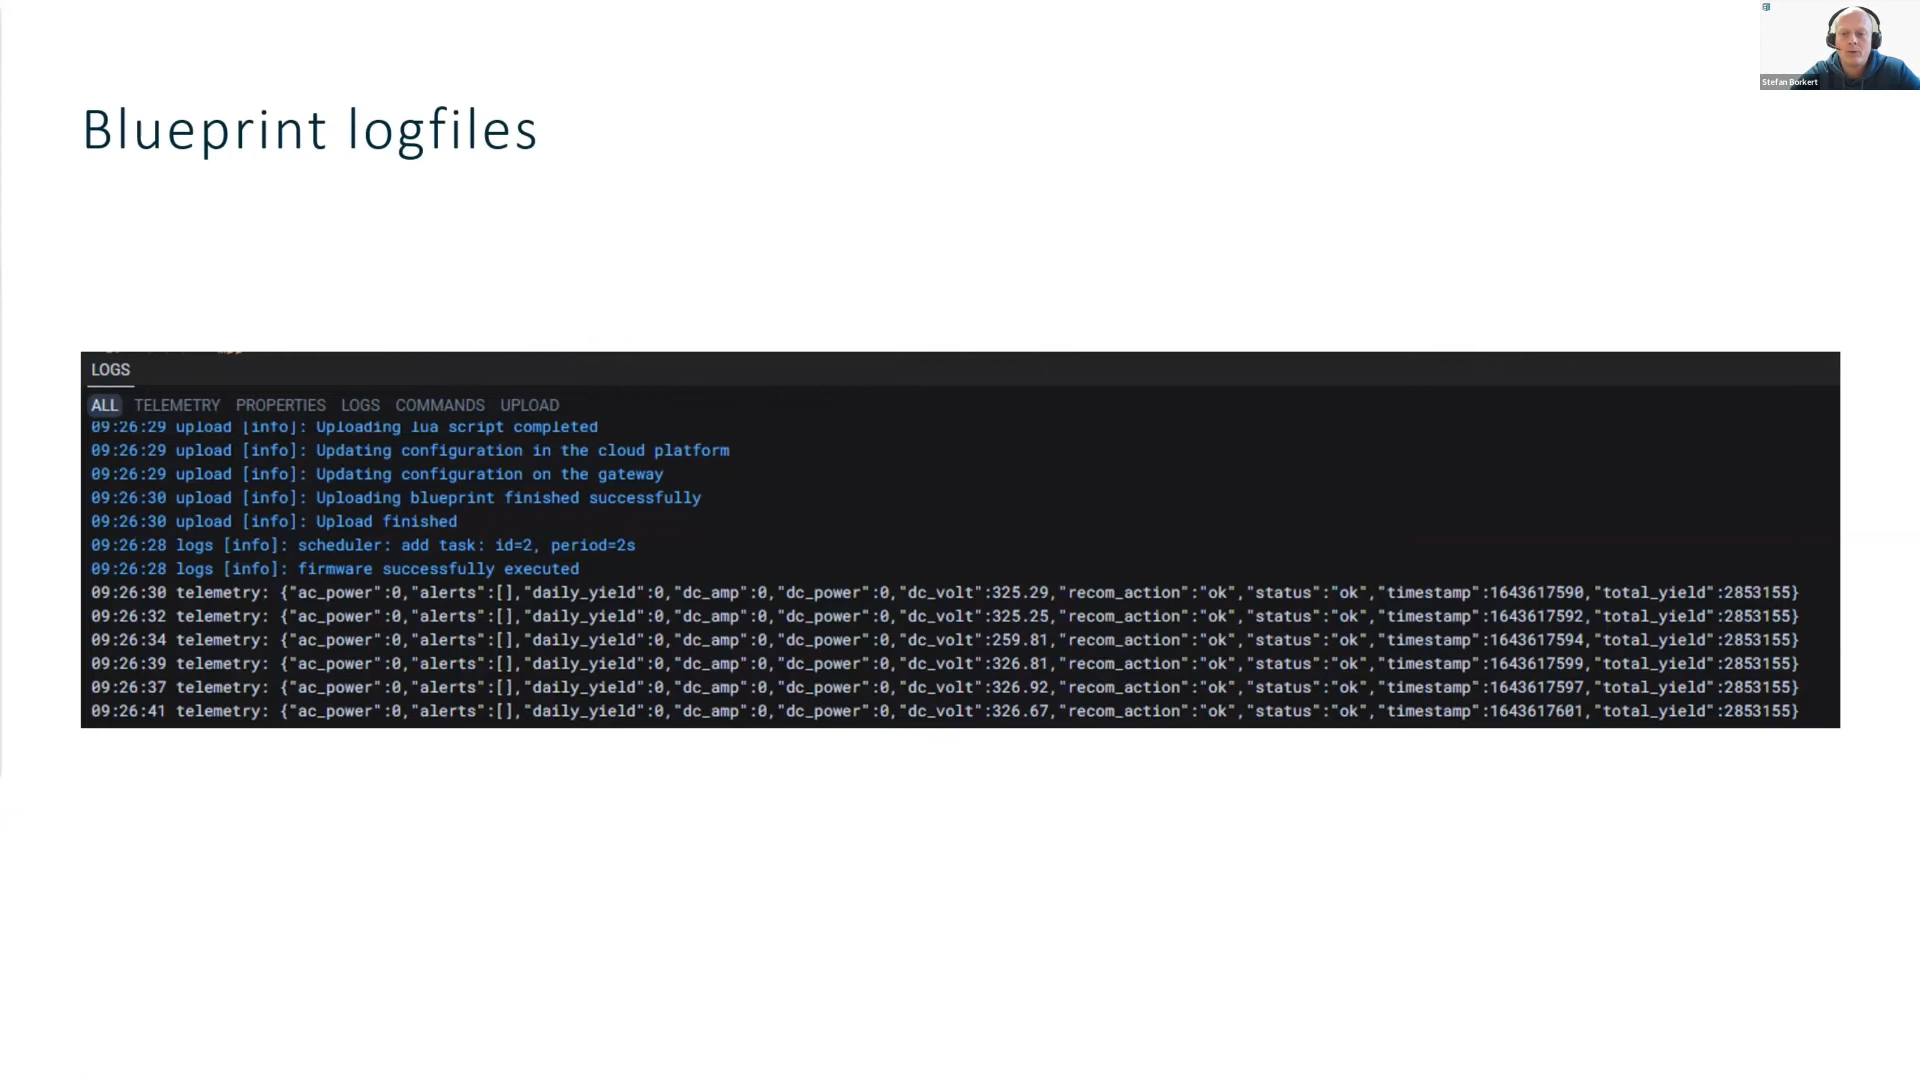 Stefan Borkert
Blueprint logfiles
LOGS
ALL TELEMETRY PROPERTIES LOGS COMMANDS UPLOAD
09:26:29 upload [info]: Uploading lua script completed
09:26:29 upload [info]: Updating configuration in the cloud platform
09:26:29 upload [info]: Updating configuration on the gateway
09:26:30 upload [info]: Uploading blueprint finished successfully
09:26:30 upload [info]: Upload finished
09:26:28 logs [info]: scheduler: add task: id=2, period=2s
09:26:28 logs [info]: firmware successfully executed
09:26:30 telemetry: {"ac_power":0,"alerts":[],"daily_yield":0,"dc_amp":0,"dc_power":0,"dc_volt":325.29,"recom_action":"ok","status":"ok","timestamp":1643617590,"total_yield":2853155}
09:26:32 telemetry: {"ac_power":0,"alerts":[],"daily_yield":0,"dc_amp":0,"dc_power":0,"dc_volt":325.25,"recom_action":"ok","status":"ok","timestamp":1643617592,"total_yield":2853155}
09:26:34 telemetry: {"ac_power":0,"alerts":[],"daily_yield":0,"dc_amp":0,"dc_power":0,"dc_volt":259.81,"recom_action":"ok","status":"ok","timestamp":1643617594,"total_yield":2853155}
09:26:39 telemetry: {"ac_power":0,"alerts":[],"daily_yield":0,"dc_amp":0,"dc_power":0,"dc_volt":326.81,"recom_action":"ok","status":"ok","timestamp":1643617599,"total_yield":2853155}
09:26:37 telemetry: {"ac_power":0,"alerts":[],"daily_yield":0,"dc_amp":0,"dc_power":0,"dc_volt":326.92,"recom_action":"ok","status":"ok","timestamp":1643617597,"total_yield":2853155}
09:26:41 telemetry: {"ac_power":0,"alerts":[],"daily_yield":0,"dc_amp":0,"dc_power":0,"dc_volt":326.67,"recom_action":"ok","status":"ok","timestamp":1643617601,"total_yield":2853155}